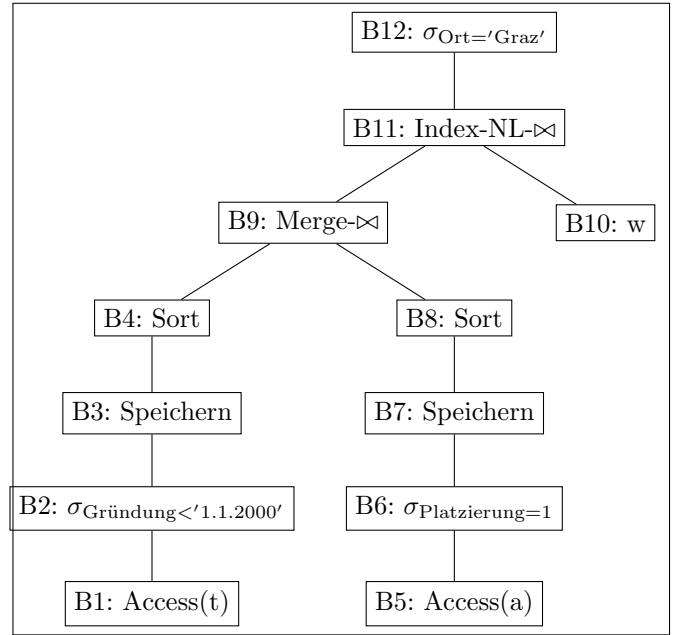 B12: σOrt='Graz'
B11: Index-NL-⋈
B9: Merge-⋈
B10: w
B4: Sort
B8: Sort
B3: Speichern
B7: Speichern
B2: σGründung<'1.1.2000'
B6: σPlatzierung=1
B1: Access(t)
B5: Access(a)